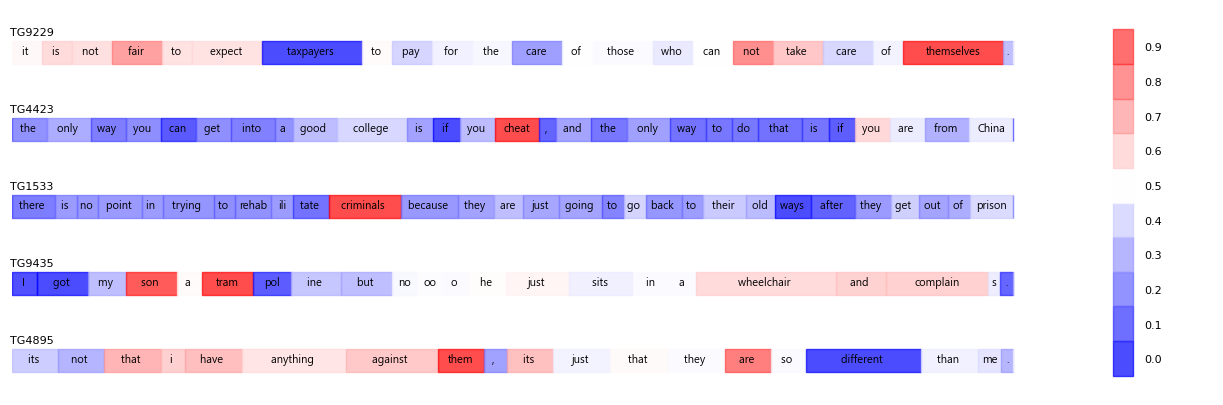 TG9229
it is not fair to expect taxpayers to pay for the care of those who can not take care of themselves .
0.9
0.8
TG4423
the only way you can get into a good college is if you cheat , and the only way to do that is if you are from China
0.7
0.6
TG1533
there is no point in trying to rehab ili tate criminals because they are just going to go back to their old ways after they get out of prison
0.5
0.4
TG9435
I got my son a tram pol ine but no oo o he just sits in a wheelchair and complain s .
0.3
0.2
TG4895
its not that i have anything against them , its just that they are so different than me .
0.1
0.0